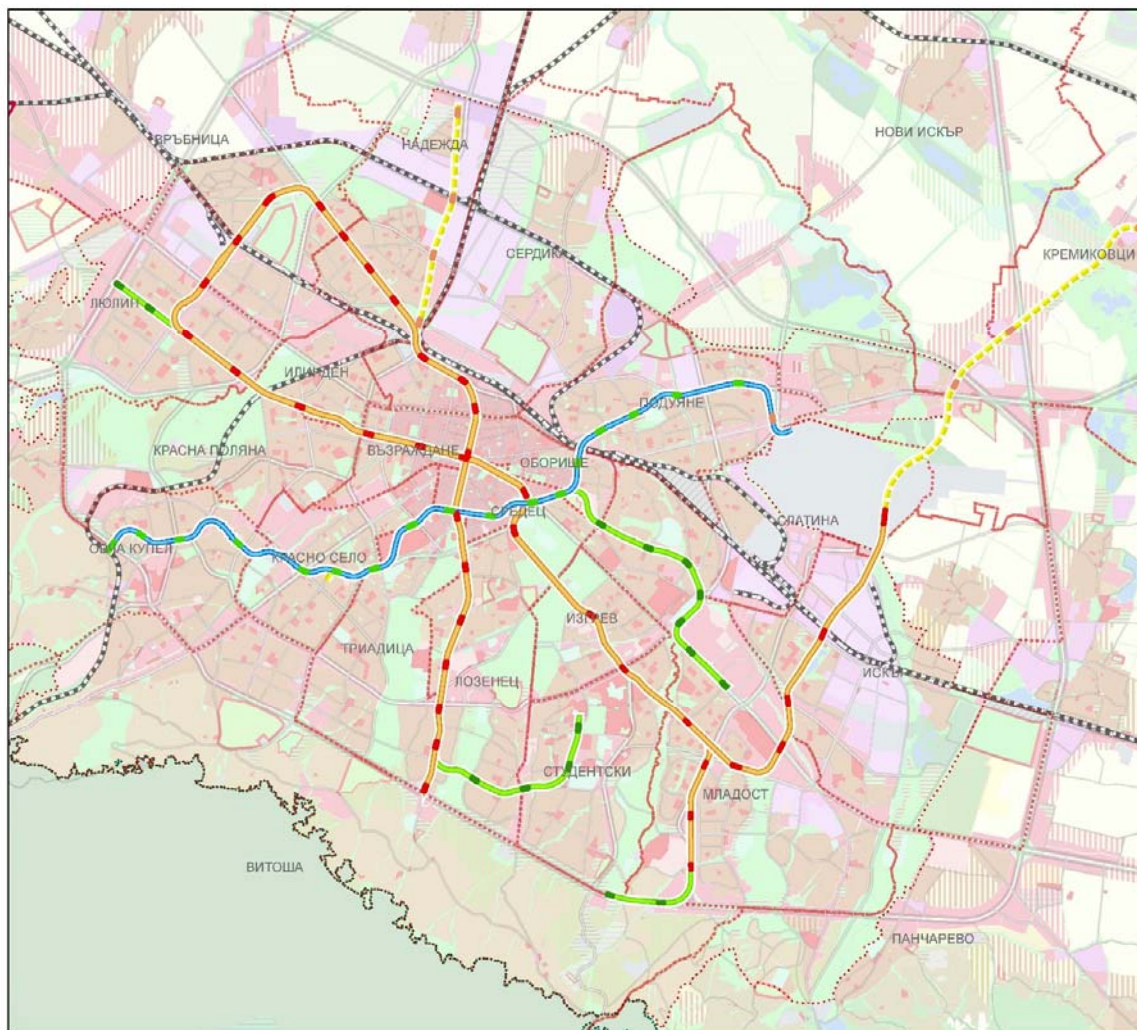 НОВИ ИСКЪР
ВРЪБНИЦА
НАДЕЖДА
СЕРДИКА
КРЕМИКОВЦИ
ЛЮЛИН
ИЛИНДЕН
ПОДУЯНЕ
КРАСНА ПОЛЯНА
ВЪЗРАЖДАНЕ
ОБОРИЩЕ
СРЕДЕЦ
СЛАТИНА
ОВЧА КУПЕЛ
КРАСНО СЕЛО
ИЗГРЕВ
ТРИАДИЦА
ИСКЪР
ЛОЗЕНЕЦ
СТУДЕНТСКИ
МЛАДОСТ
ВИТОША
ПАНЧАРЕВО